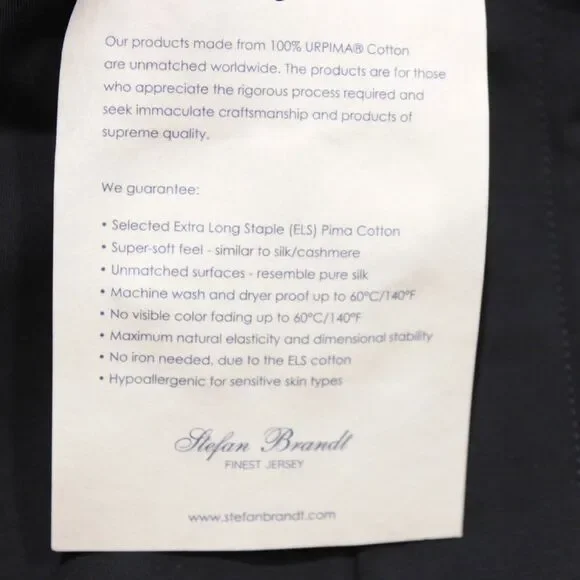 Our products made from 100% URPIMA® Cotton
are unmatched worldwide. The products are for those
who appreciate the rigorous process required and
seek immaculate craftsmanship and products of
supreme quality.
We guarantee:
• Selected Extra Long Staple (ELS) Pima Cotton
• Super-soft feel - similar to silk/cashmere
• Unmatched surfaces - resemble pure silk
• Machine wash and dryer proof up to 60°C/140°F
• No visible color fading up to 60°C/140°F
• Maximum natural elasticity and dimensional stability
• No iron needed, due to the ELS cotton
• Hypoallergenic for sensitive skin types
Stefan Brandt
FINEST JERSEY
www.stefanbrandt.com